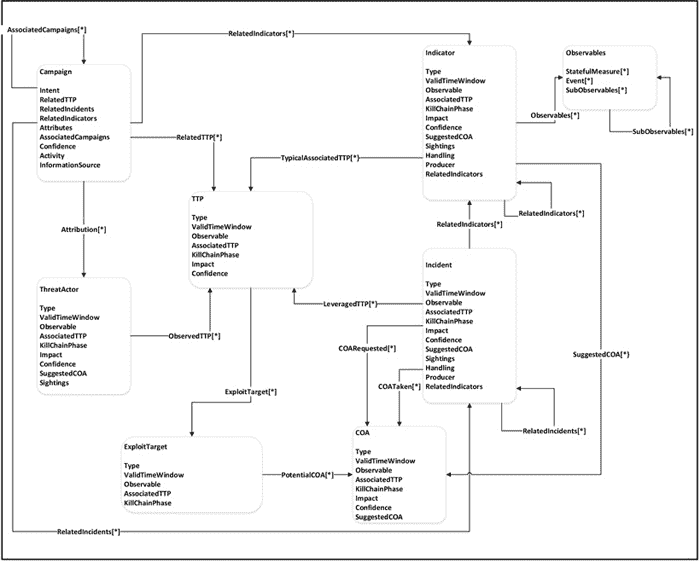 AssociatedCampaigns[*]
RelatedIndicators[*]
Campaign
Intent
RelatedTTP
RelatedIncidents
RelatedIndicators
Attributes
AssociatedCampaigns
Confidence
Activity
InformationSource
Indicator
Type
ValidTimeWindow
Observable
AssociatedTTP
KillChainPhase
Impact
Confidence
SuggestedCOA
Sightings
Handling
Producer
RelatedIndicators
Observables
StatefulMeasure[*]
Event[*]
SubObservables[*]
Observables[*]
SubObservables[*]
RelatedTTP[*]
TypicalAssociatedTTP[*]
TTP
Type
ValidTimeWindow
Observable
AssociatedTTP
KillChainPhase
Impact
Confidence
RelatedIndicators[*]
RelatedIndicators[*]
Attribution[*]
Incident
Type
ValidTimeWindow
Observable
AssociatedTTP
KillChainPhase
Impact
Confidence
SuggestedCOA
Sightings
Handling
Producer
RelatedIndicators
ThreatActor
Type
ValidTimeWindow
Observable
AssociatedTTP
KillChainPhase
Impact
Confidence
SuggestedCOA
Sightings
LeveragedTTP[*]
ObservedTTP[*]
COARequested[*]
SuggestedCOA[*]
COATaken[*]
ExploitTarget[*]
RelatedIncidents[*]
ExploitTarget
Type
ValidTimeWindow
Observable
AssociatedTTP
KillChainPhase
PotentialCOA[*]
COA
Type
ValidTimeWindow
Observable
AssociatedTTP
KillChainPhase
Impact
Confidence
SuggestedCOA
RelatedIncidents[*]